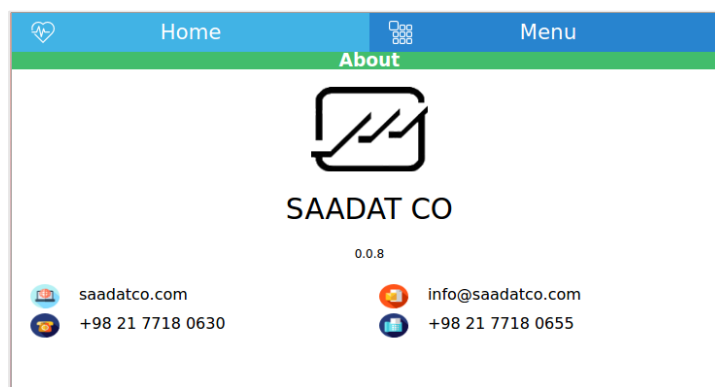 Home Menu
About
SAADAT CO
0.0.8
saadatco.com info@saadatco.com
+98 21 7718 0630 +98 21 7718 0655